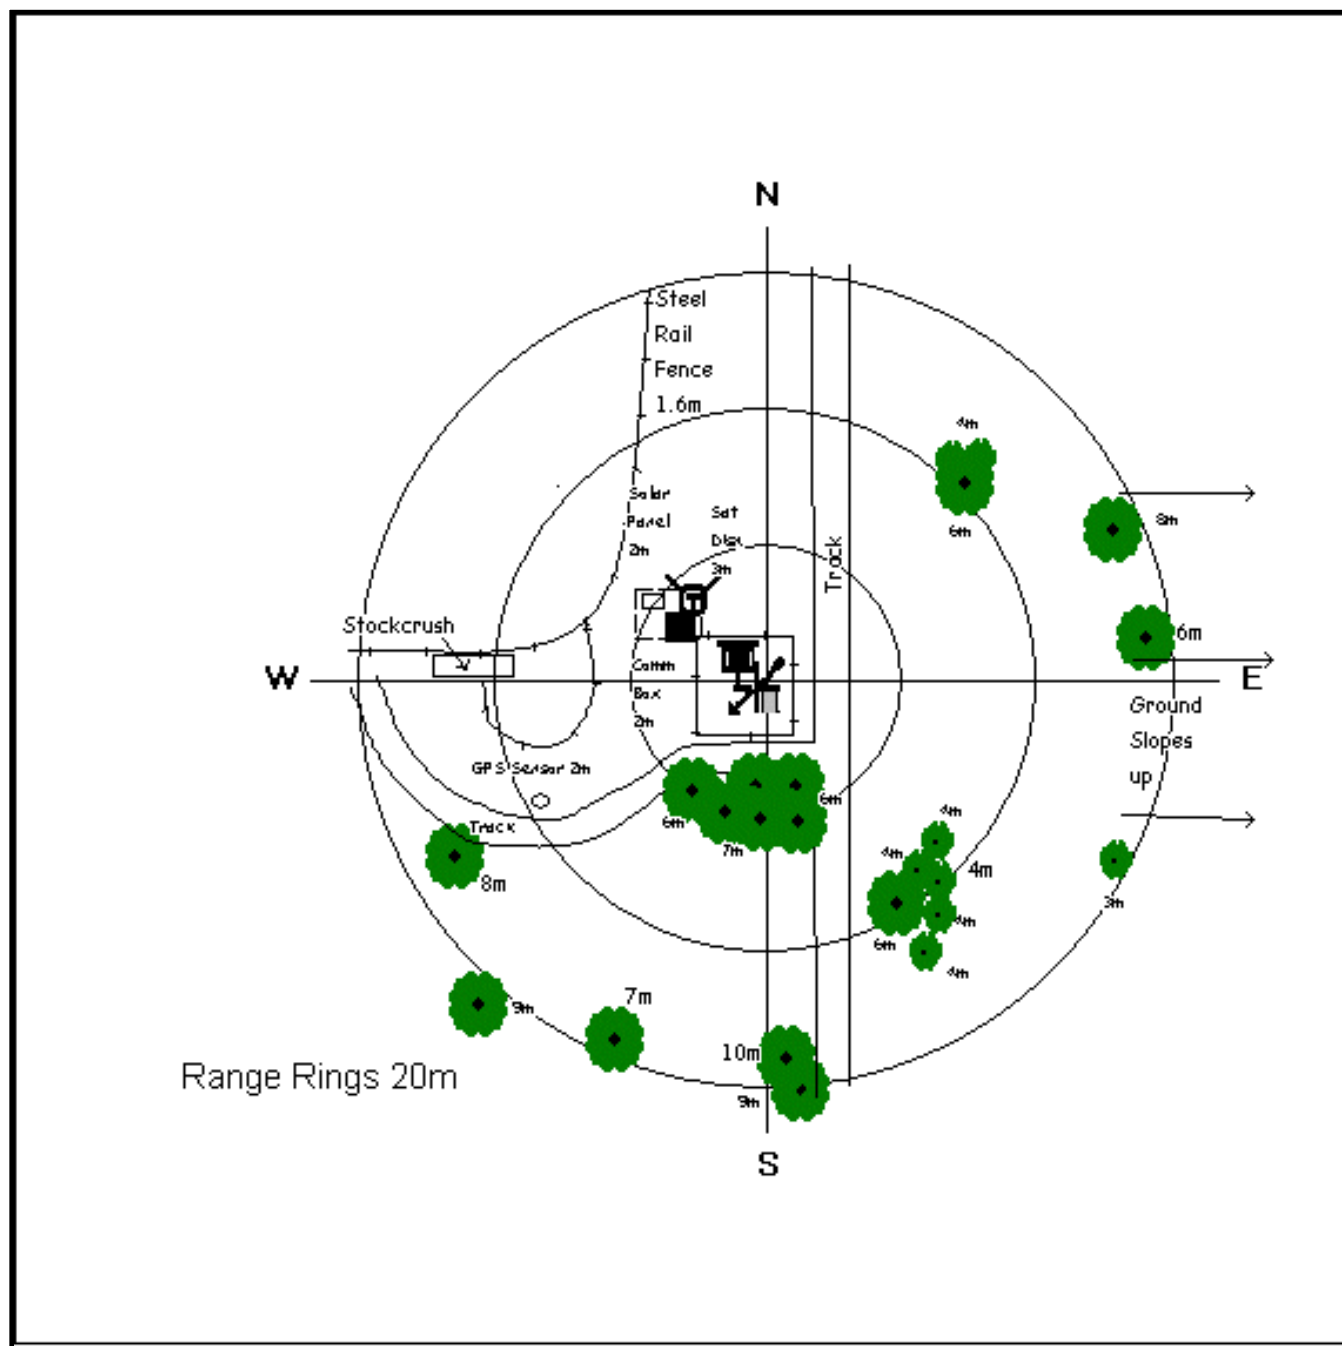 N
Steel
Rail
Fence
1.6m
4m
Solar
Panel
2m
Sat
Dish
3m
6m
8m
Track
Stockcrush
6m
W
E
Comm
Box
2m
Ground
Slopes
up
GPS Sensor 2m
Track
6m
6m
7m
4m
4m
4m
8m
4m
3m
6m
4m
7m
9m
10m
9m
Range Rings 20m
S